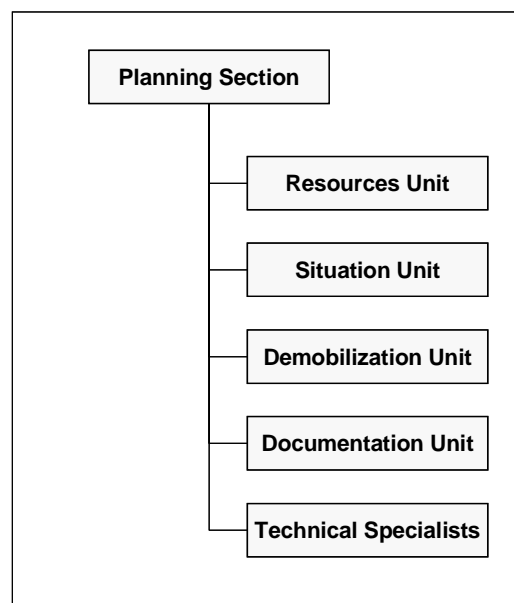 Planning Section
Resources Unit
Situation Unit
Demobilization Unit
Documentation Unit
Technical Specialists